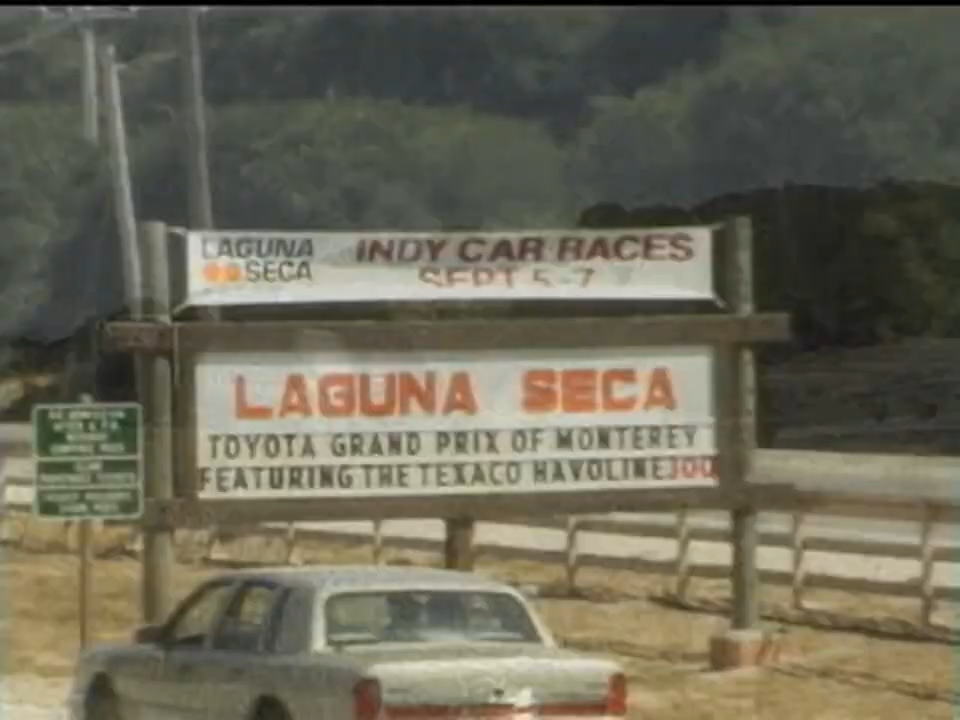 LAGUNA SECA
INDY CAR RACES
SEPT 5-7
LAGUNA SECA
TOYOTA GRAND PRIX OF MONTEREY
FEATURING THE TEXACO HAVOLINE 300